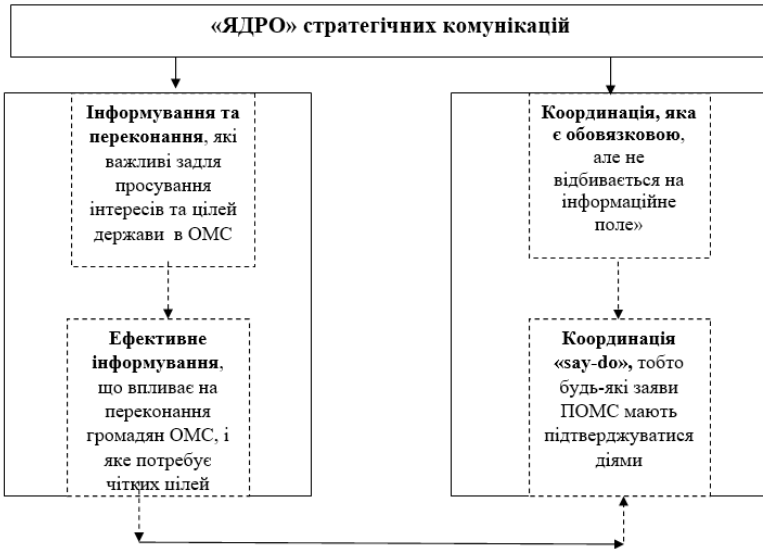 «ЯДРО» стратегічних комунікацій
Інформування та
переконання, які
важливі задля
просування
інтересів та цілей
держави в ОМС
Ефективне
інформування,
що впливає на
переконання
громадян ОМС, і
яке потребує
чітких цілей
Координація, яка
є обовязковою,
але не
відбивається на
інформаційне
поле»
Координація
«say-do», тобто
будь-які заяви
ПОМС мають
підтверджуватися
діями